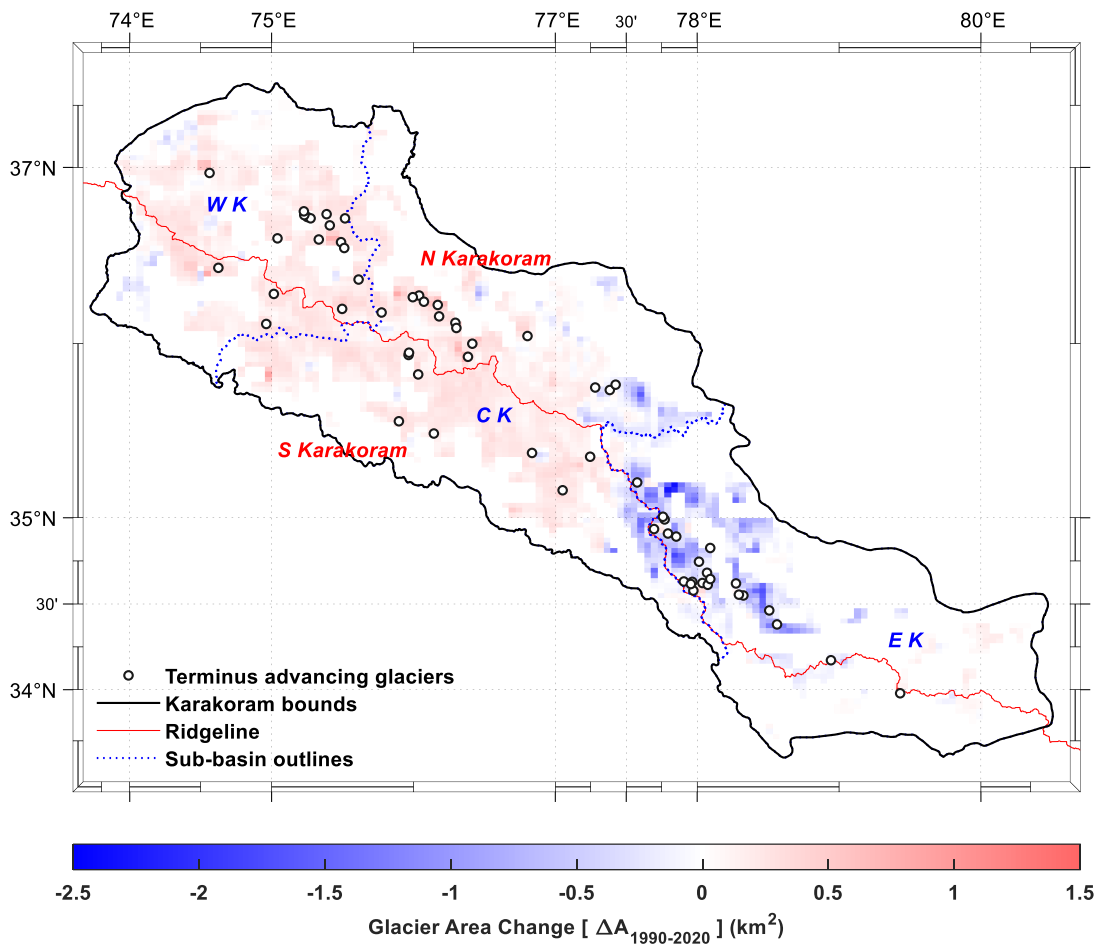 74°E 75°E 77°E 30' 78°E 80°E
37°N
W K
N Karakoram
C K
S Karakoram
35°N
30'
E K
34°N
Terminus advancing glaciers
Karakoram bounds
Ridgeline
Sub-basin outlines
-2.5 -2 -1.5 -1 -0.5 0 0.5 1 1.5
Glacier Area Change [ ΔA1990-2020 ] (km²)